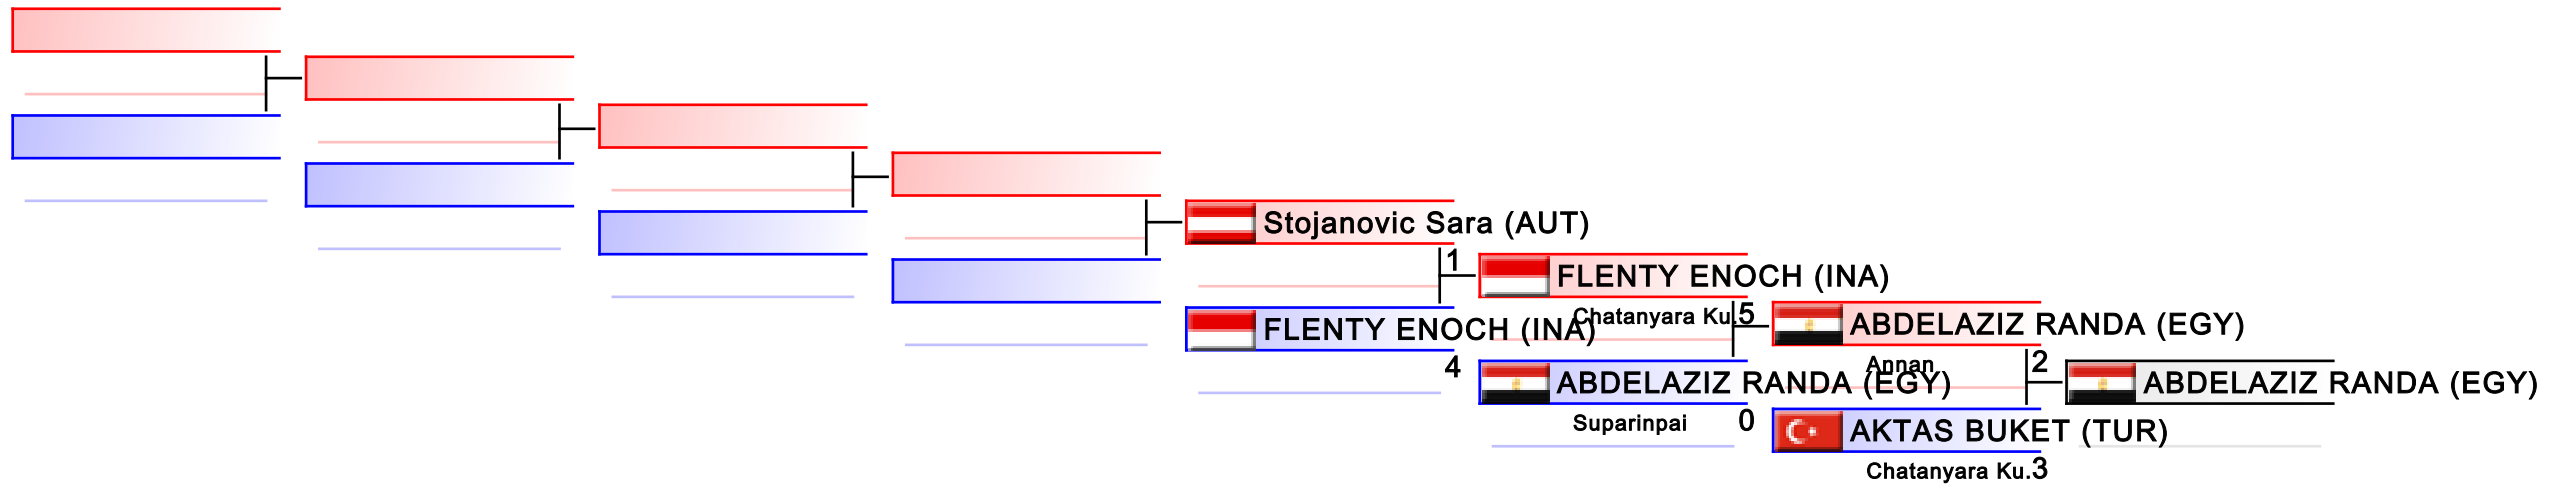 Stojanovic Sara (AUT)
1
FLENTY ENOCH (INA)
4
FLENTY ENOCH (INA)
Chatanyara Ku.5
ABDELAZIZ RANDA (EGY)
Suparinpai 0
ABDELAZIZ RANDA (EGY)
Annan 2
AKTAS BUKET (TUR)
Chatanyara Ku.3
ABDELAZIZ RANDA (EGY)